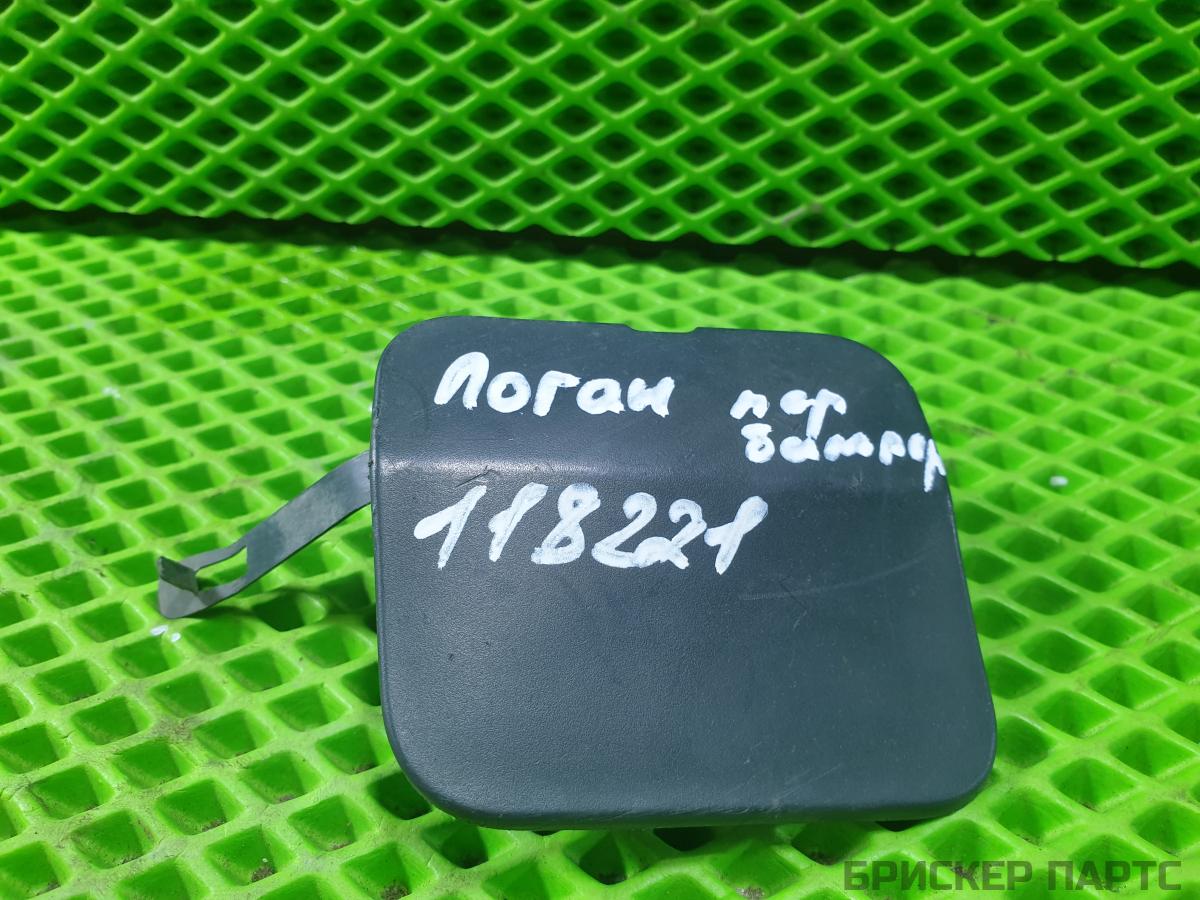 Логан пер
бампер
118221
БРИСКЕР ПАРТС